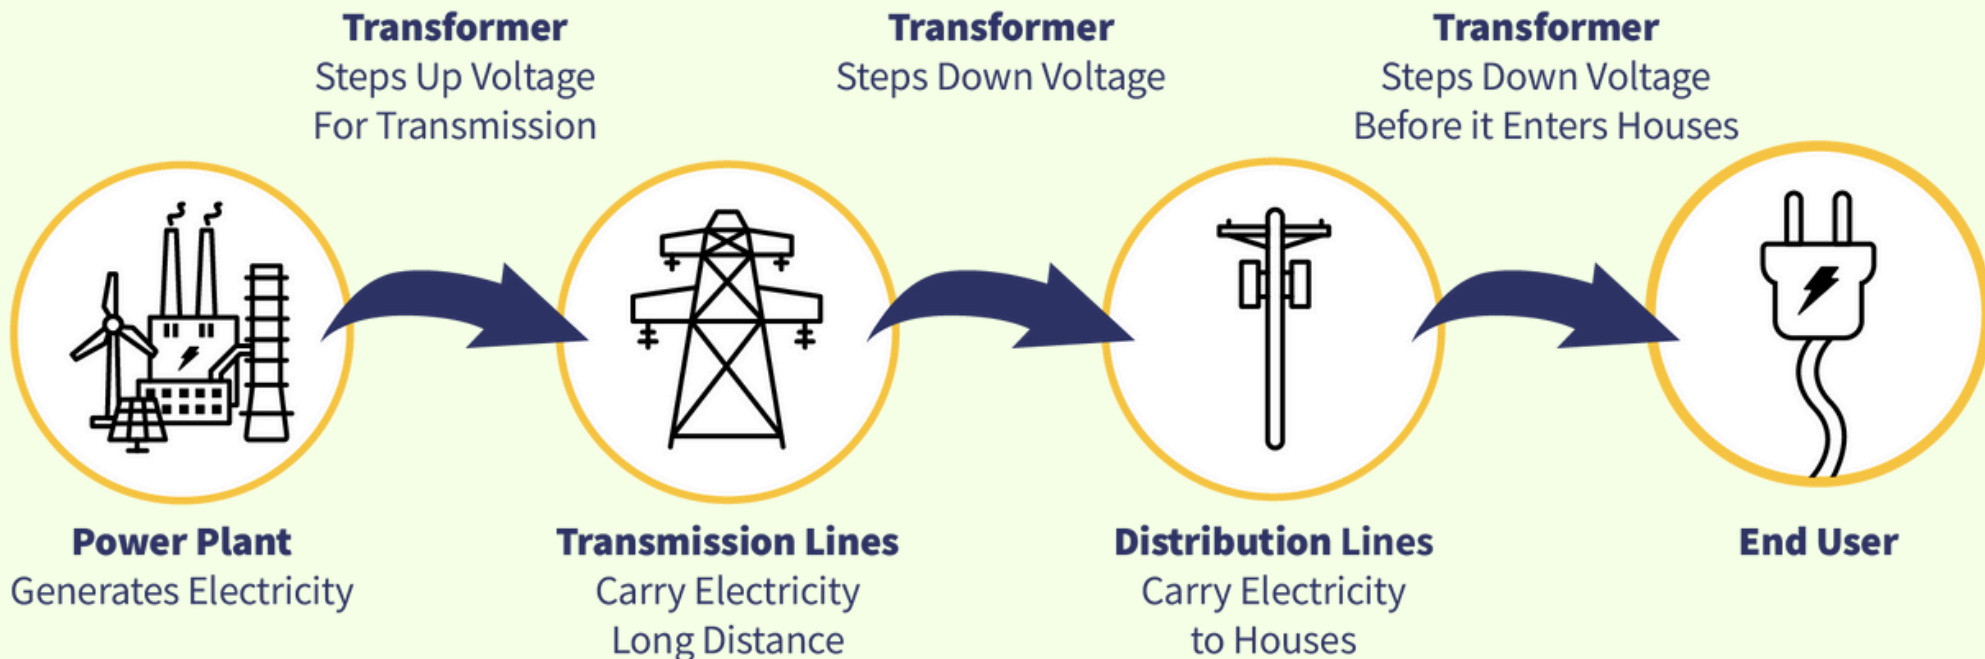 Transformer
Steps Up Voltage
For Transmission
Transformer
Steps Down Voltage
Transformer
Steps Down Voltage
Before it Enters Houses
Power Plant
Generates Electricity
Transmission Lines
Carry Electricity
Long Distance
Distribution Lines
Carry Electricity
to Houses
End User